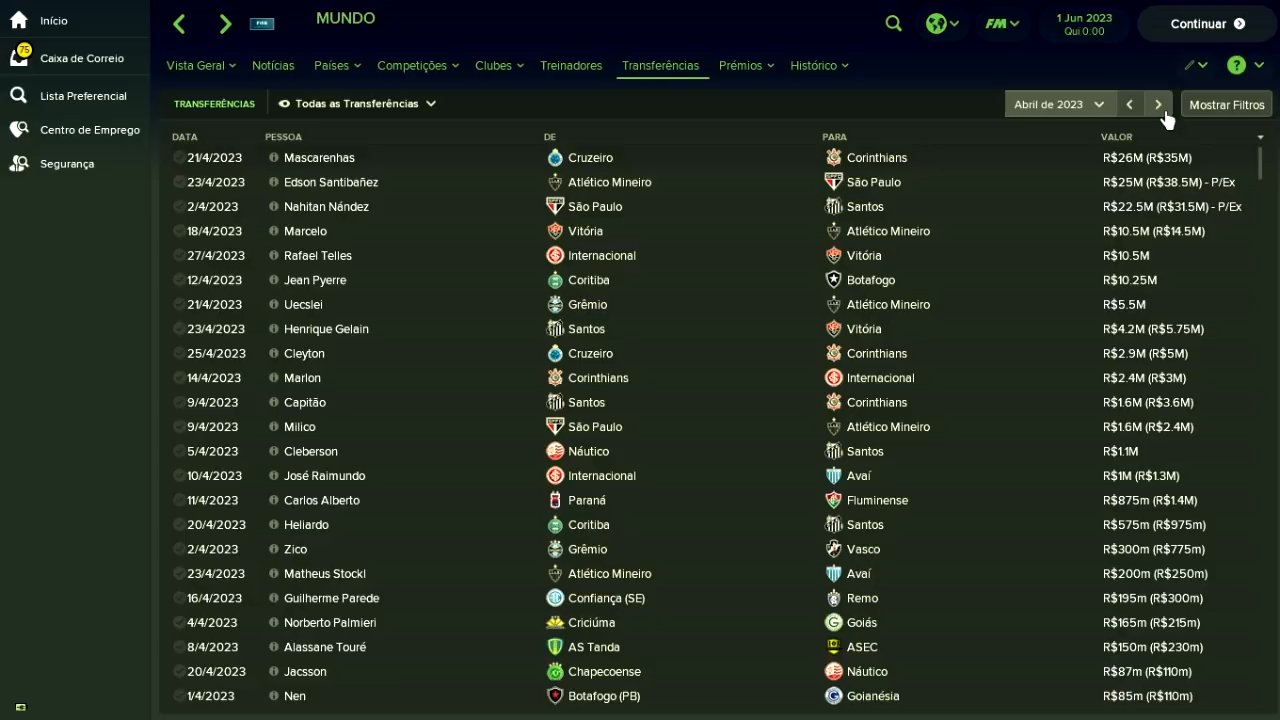 Início
MUNDO
1 Jun 2023
Qui 0:00
FM
Continuar
75
Caixa de Correio
Lista Preferencial
Centro de Emprego
Segurança
Vista Geral
Notícias
Países
Competições
Clubes
Treinadores
Transferências
Prémios
Histórico
?
TRANSFERÊNCIAS
Todas as Transferências
Abril de 2023
Mostrar Filtros
DATA PESSOA DE PARA VALOR
21/4/2023 Mascarenhas Cruzeiro Corinthians R$26M (R$35M)
23/4/2023 Edson Santibañez Atlético Mineiro São Paulo R$25M (R$38.5M) - P/Ex
2/4/2023 Nahitan Nández São Paulo Santos R$22.5M (R$31.5M) - P/Ex
18/4/2023 Marcelo Vitória Atlético Mineiro R$10.5M (R$14.5M)
27/4/2023 Rafael Telles Internacional Vitória R$10.5M
12/4/2023 Jean Pyerre Coritiba Botafogo R$10.25M
21/4/2023 Uecslei Grêmio Atlético Mineiro R$5.5M
23/4/2023 Henrique Gelain Santos Vitória R$4.2M (R$5.75M)
25/4/2023 Cleyton Cruzeiro Corinthians R$2.9M (R$5M)
14/4/2023 Marlon Corinthians Internacional R$2.4M (R$3M)
9/4/2023 Capitão Santos Corinthians R$1.6M (R$3.6M)
9/4/2023 Milico São Paulo Atlético Mineiro R$1.6M (R$2.4M)
5/4/2023 Cleberson Náutico Santos R$1.1M
10/4/2023 José Raimundo Internacional Avaí R$1M (R$1.3M)
11/4/2023 Carlos Alberto Paraná Fluminense R$875m (R$1.4M)
20/4/2023 Heliardo Coritiba Santos R$575m (R$975m)
2/4/2023 Zico Grêmio Vasco R$300m (R$775m)
23/4/2023 Matheus Stockl Atlético Mineiro Avaí R$200m (R$250m)
16/4/2023 Guilherme Parede Confiança (SE) Remo R$195m (R$300m)
4/4/2023 Norberto Palmieri Criciúma Goiás R$165m (R$215m)
8/4/2023 Alassane Touré AS Tanda ASEC R$150m (R$230m)
20/4/2023 Jacsson Chapecoense Náutico R$87m (R$110m)
1/4/2023 Nen Botafogo (PB) Goianésia R$85m (R$110m)